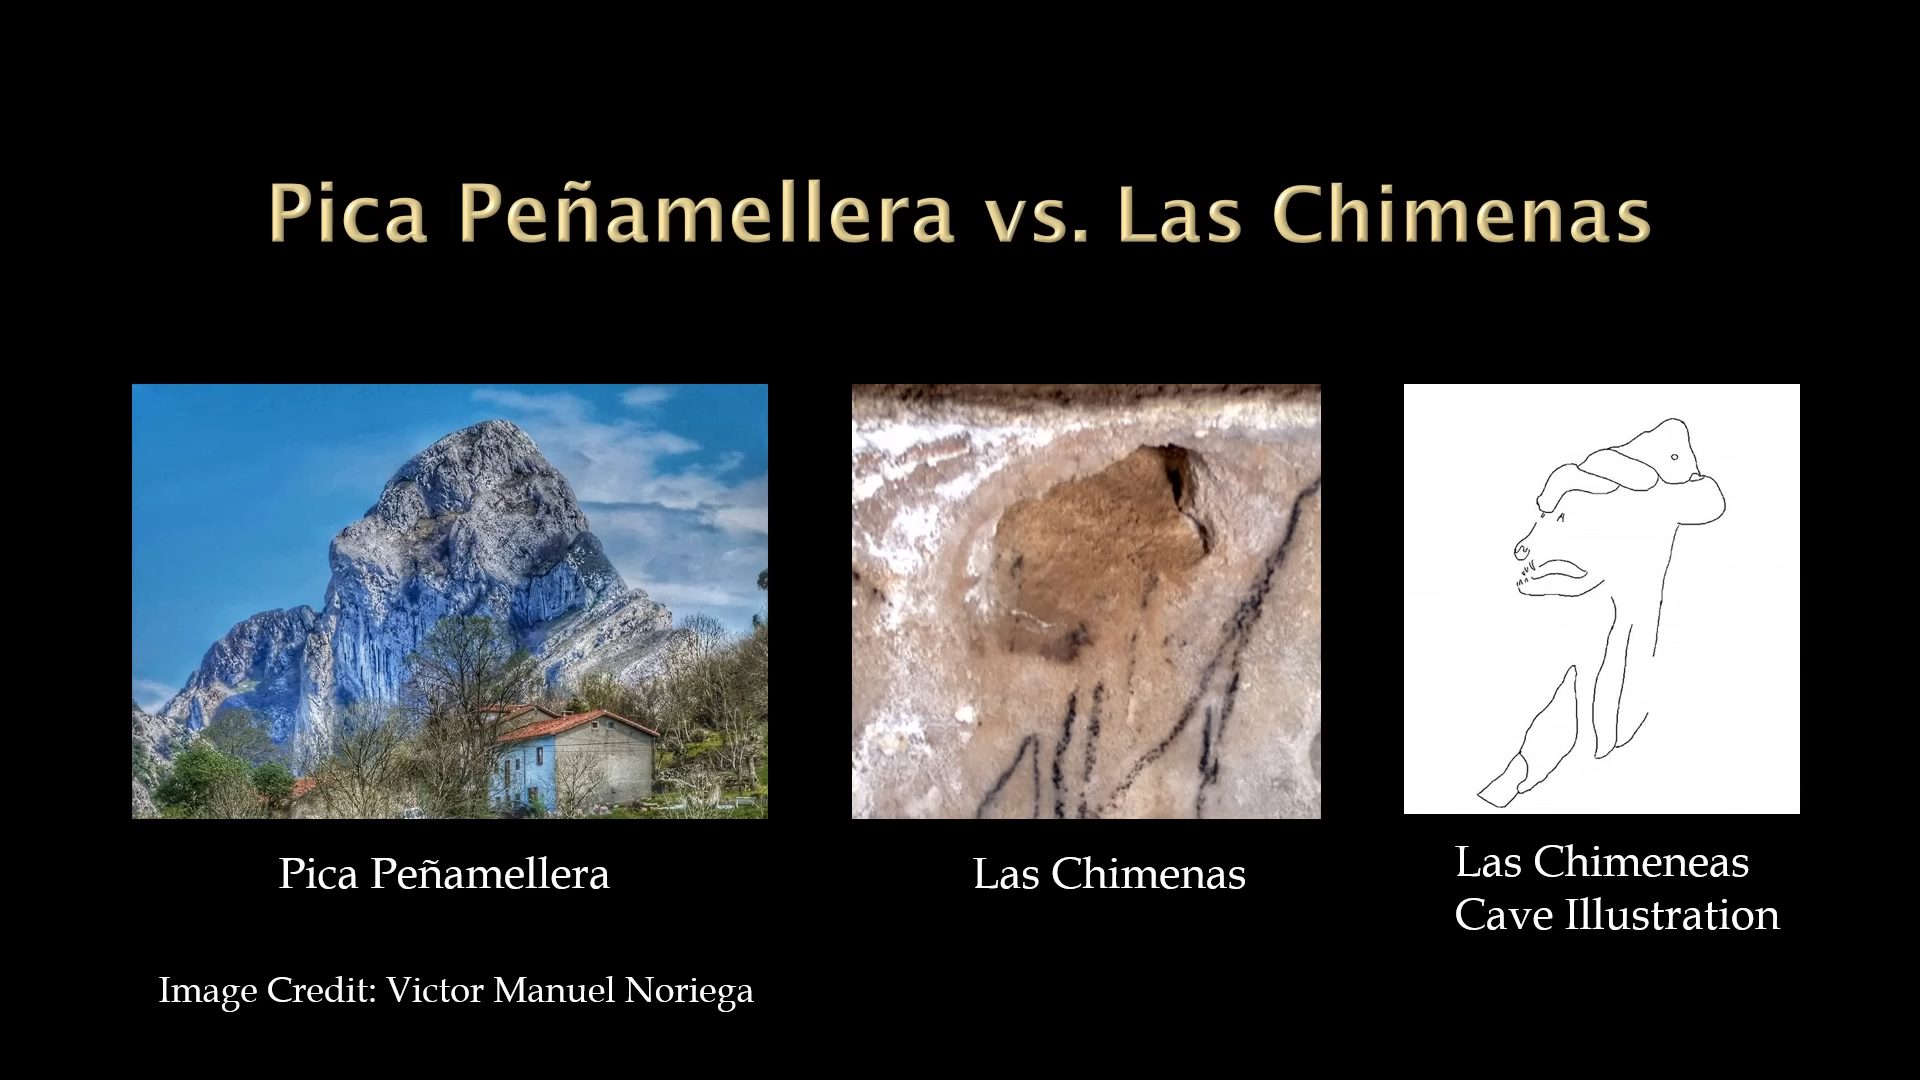 Pica Peñamellera vs. Las Chimenas
Pica Peñamellera
Las Chimenas
Las Chimeneas
Cave Illustration
Image Credit: Victor Manuel Noriega